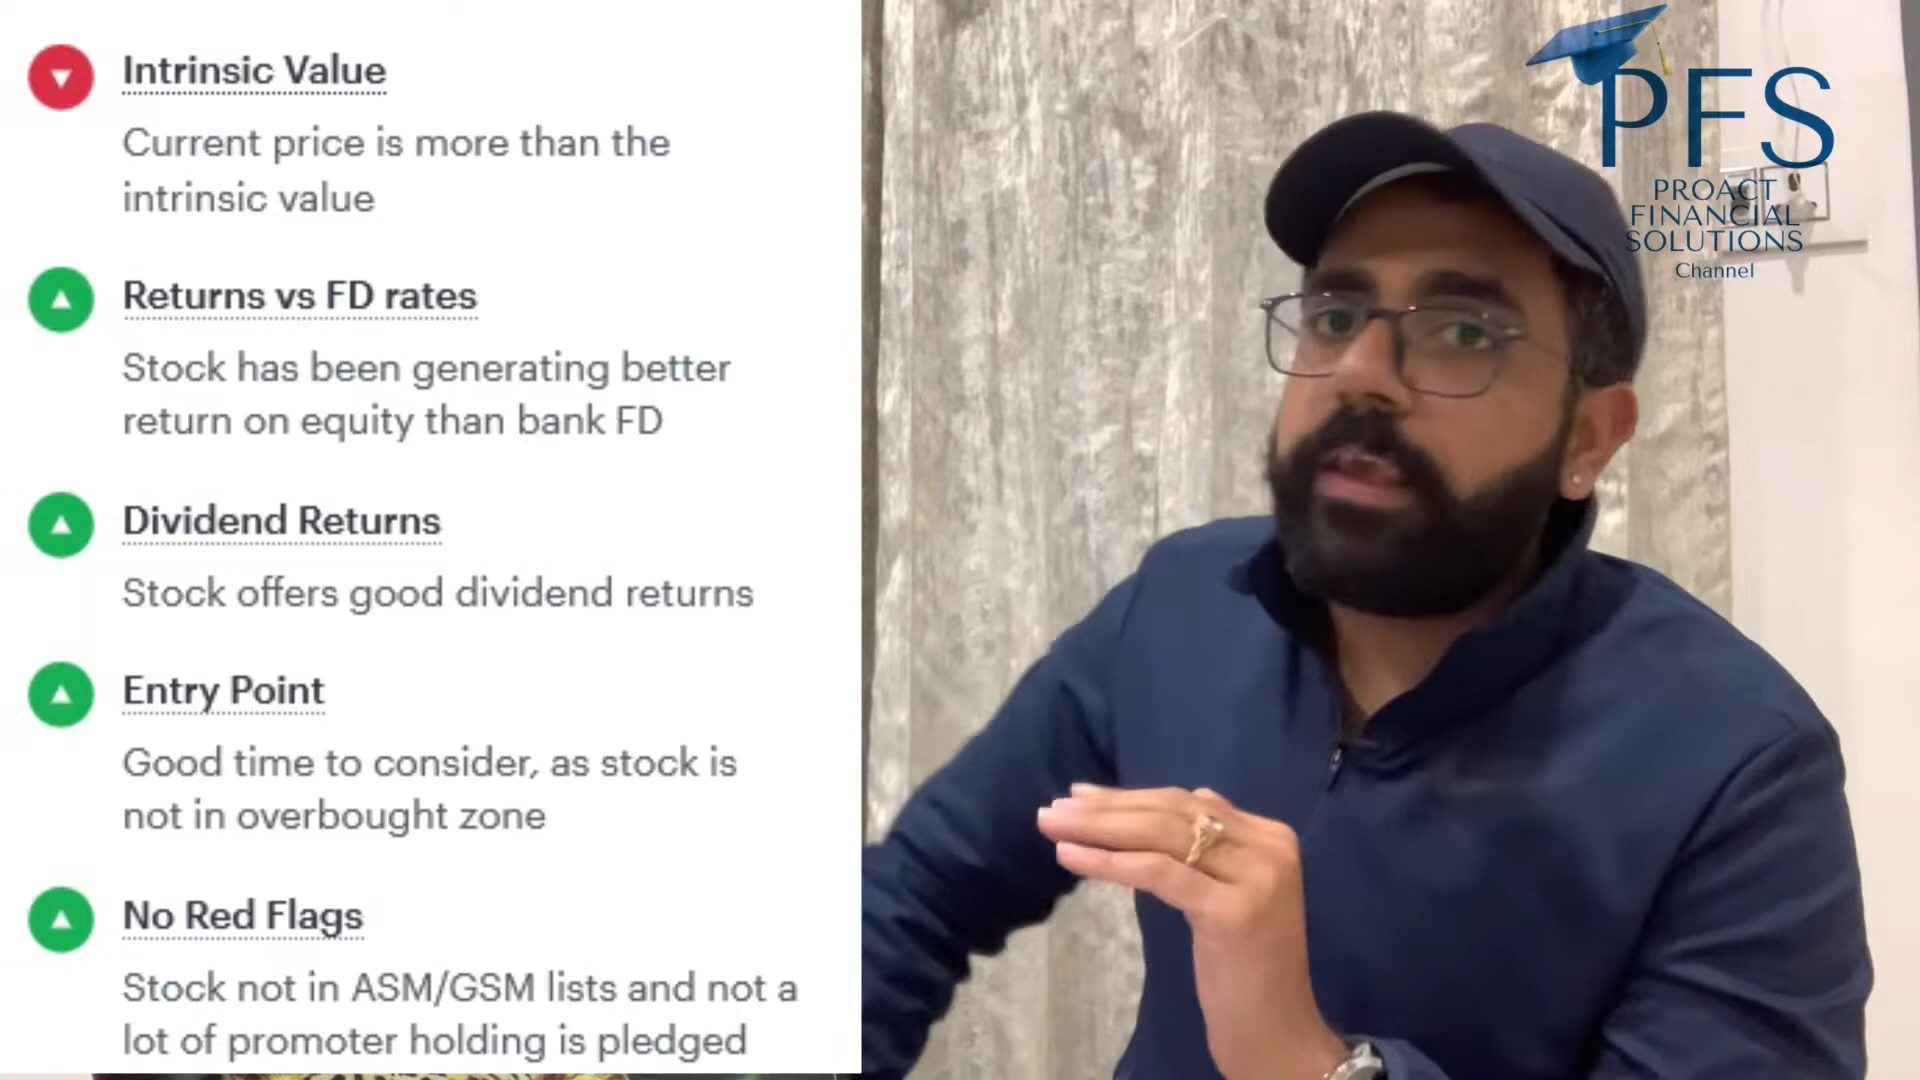 Intrinsic Value
Current price is more than the
intrinsic value
Returns vs FD rates
Stock has been generating better
return on equity than bank FD
Dividend Returns
Stock offers good dividend returns
Entry Point
Good time to consider, as stock is
not in overbought zone
No Red Flags
Stock not in ASM/GSM lists and not a
lot of promoter holding is pledged
PFS
PROACT
FINANCIAL
SOLUTIONS
Channel